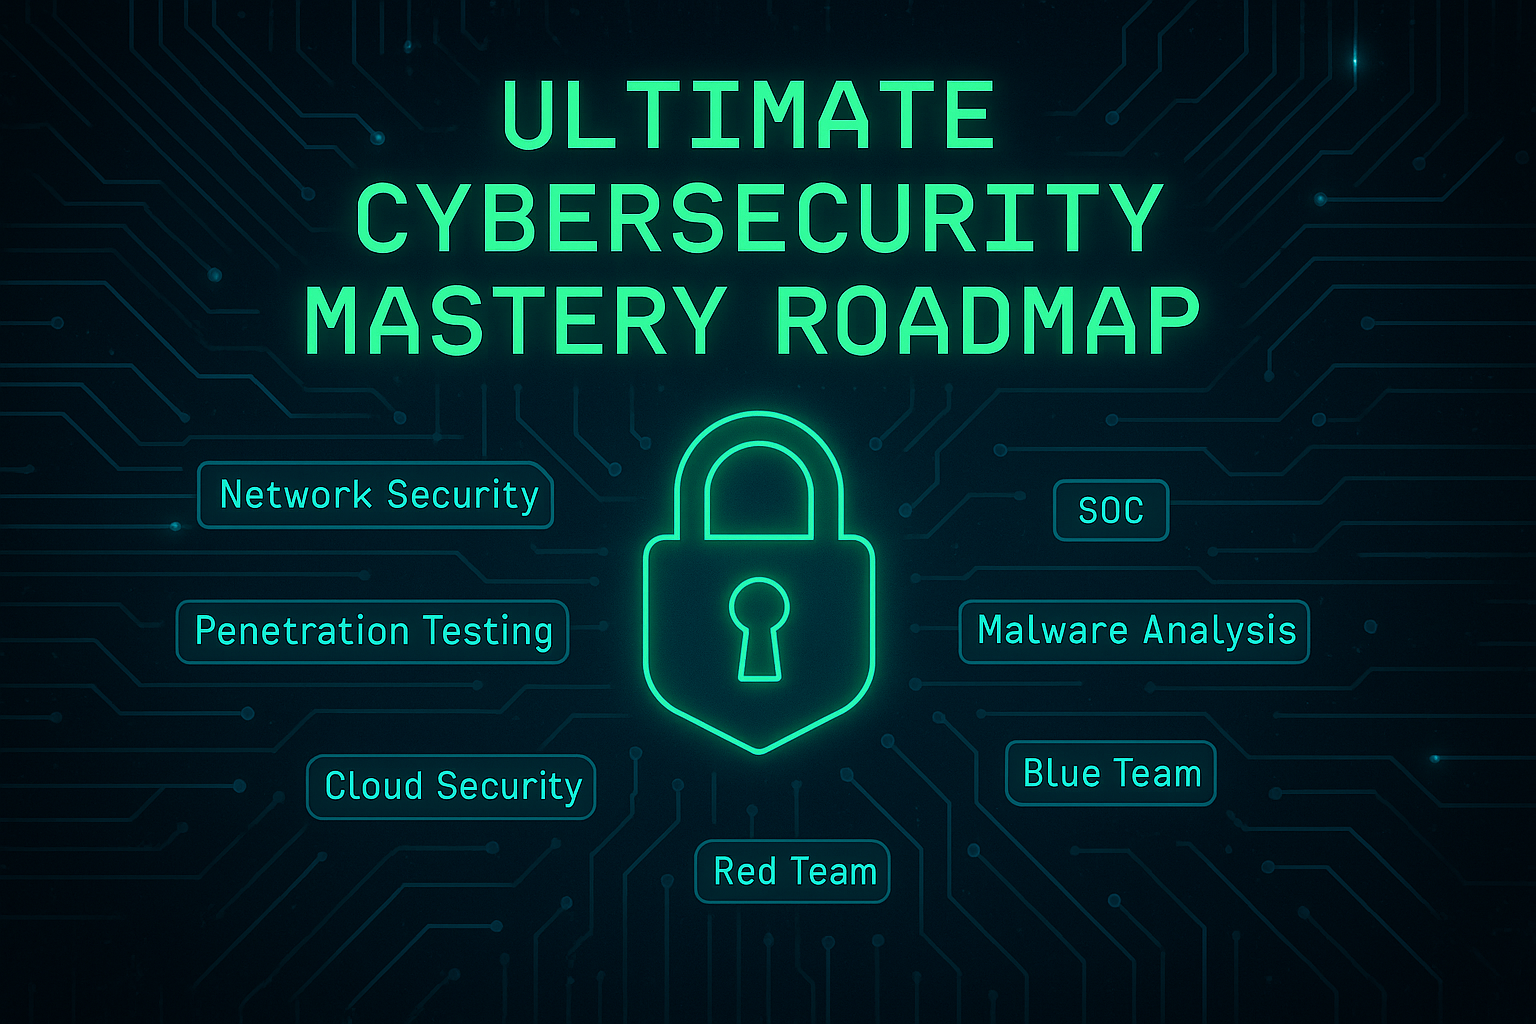 ULTIMATE
CYBERSECURITY
MASTERY ROADMAP
Network Security
SOC
Penetration Testing
Malware Analysis
Cloud Security
Blue Team
Red Team